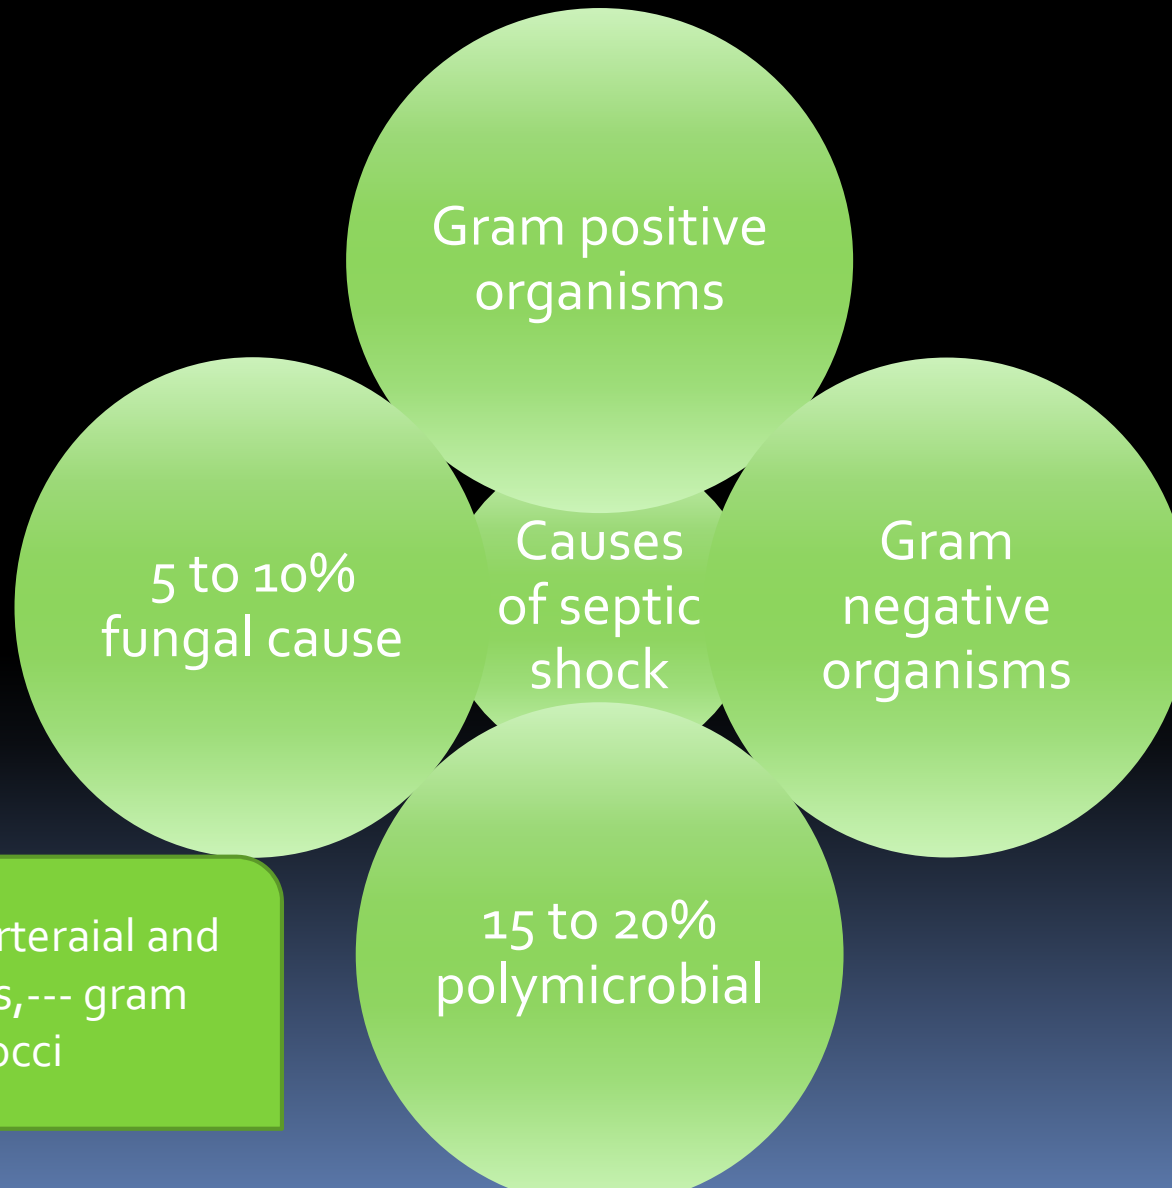 Gram positive
organisms
5 to 10%
fungal cause
Causes
of septic
shock
Gram
negative
organisms
15 to 20%
polymicrobial
rteraial and
s,--- gram
occi